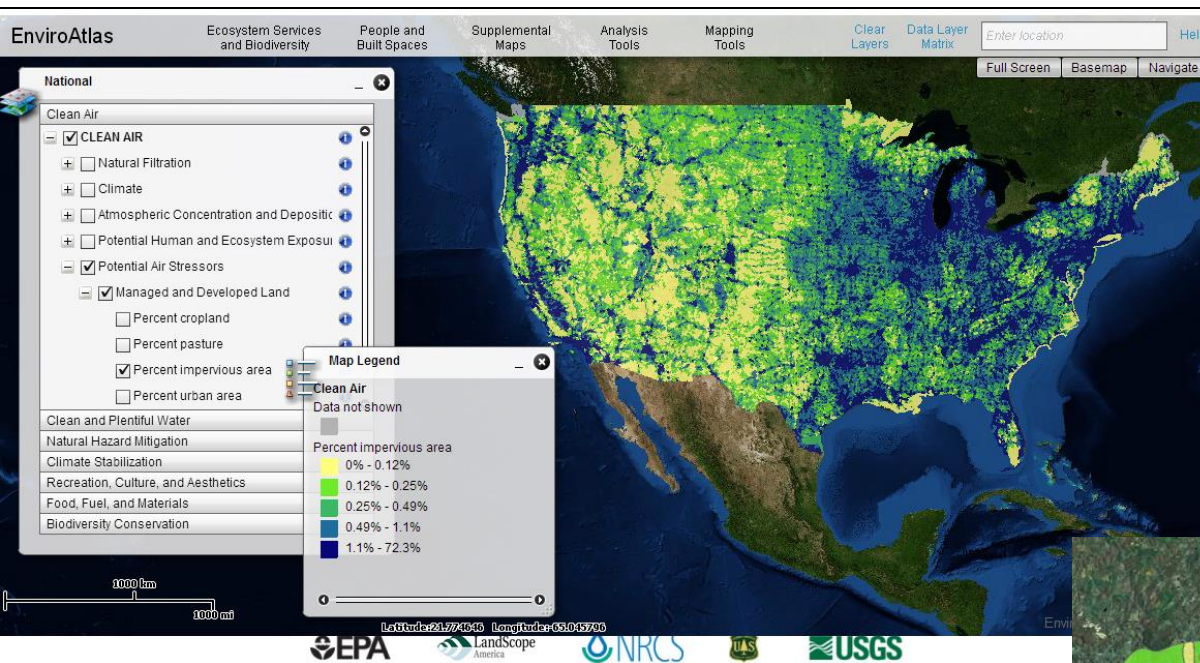 EnviroAtlas
Ecosystem Services
and Biodiversity
People and
Built Spaces
Supplemental
Maps
Analysis
Tools
Mapping
Tools
Clear
Layers
Data Layer
Matrix
Enter location
Hel
Full Screen
Basemap
Navigate
National
Clean Air
CLEAN AIR
Natural Filtration
Climate
Atmospheric Concentration and Depositic
Potential Human and Ecosystem Exposur
Potential Air Stressors
Managed and Developed Land
Percent cropland
Percent pasture
Percent impervious area
Percent urban area
Clean and Plentiful Water
Natural Hazard Mitigation
Climate Stabilization
Recreation, Culture, and Aesthetics
Food, Fuel, and Materials
Biodiversity Conservation
Map Legend
Clean Air
Data not shown
Percent impervious area
0% - 0.12%
0.12% - 0.25%
0.25% - 0.49%
0.49% - 1.1%
1.1% - 72.3%
1000 km
1000 mi
Latitude:21.774646 Longitude:-65.045796
Envi
EPA
LandScope
America
NRCS
UAS
USGS